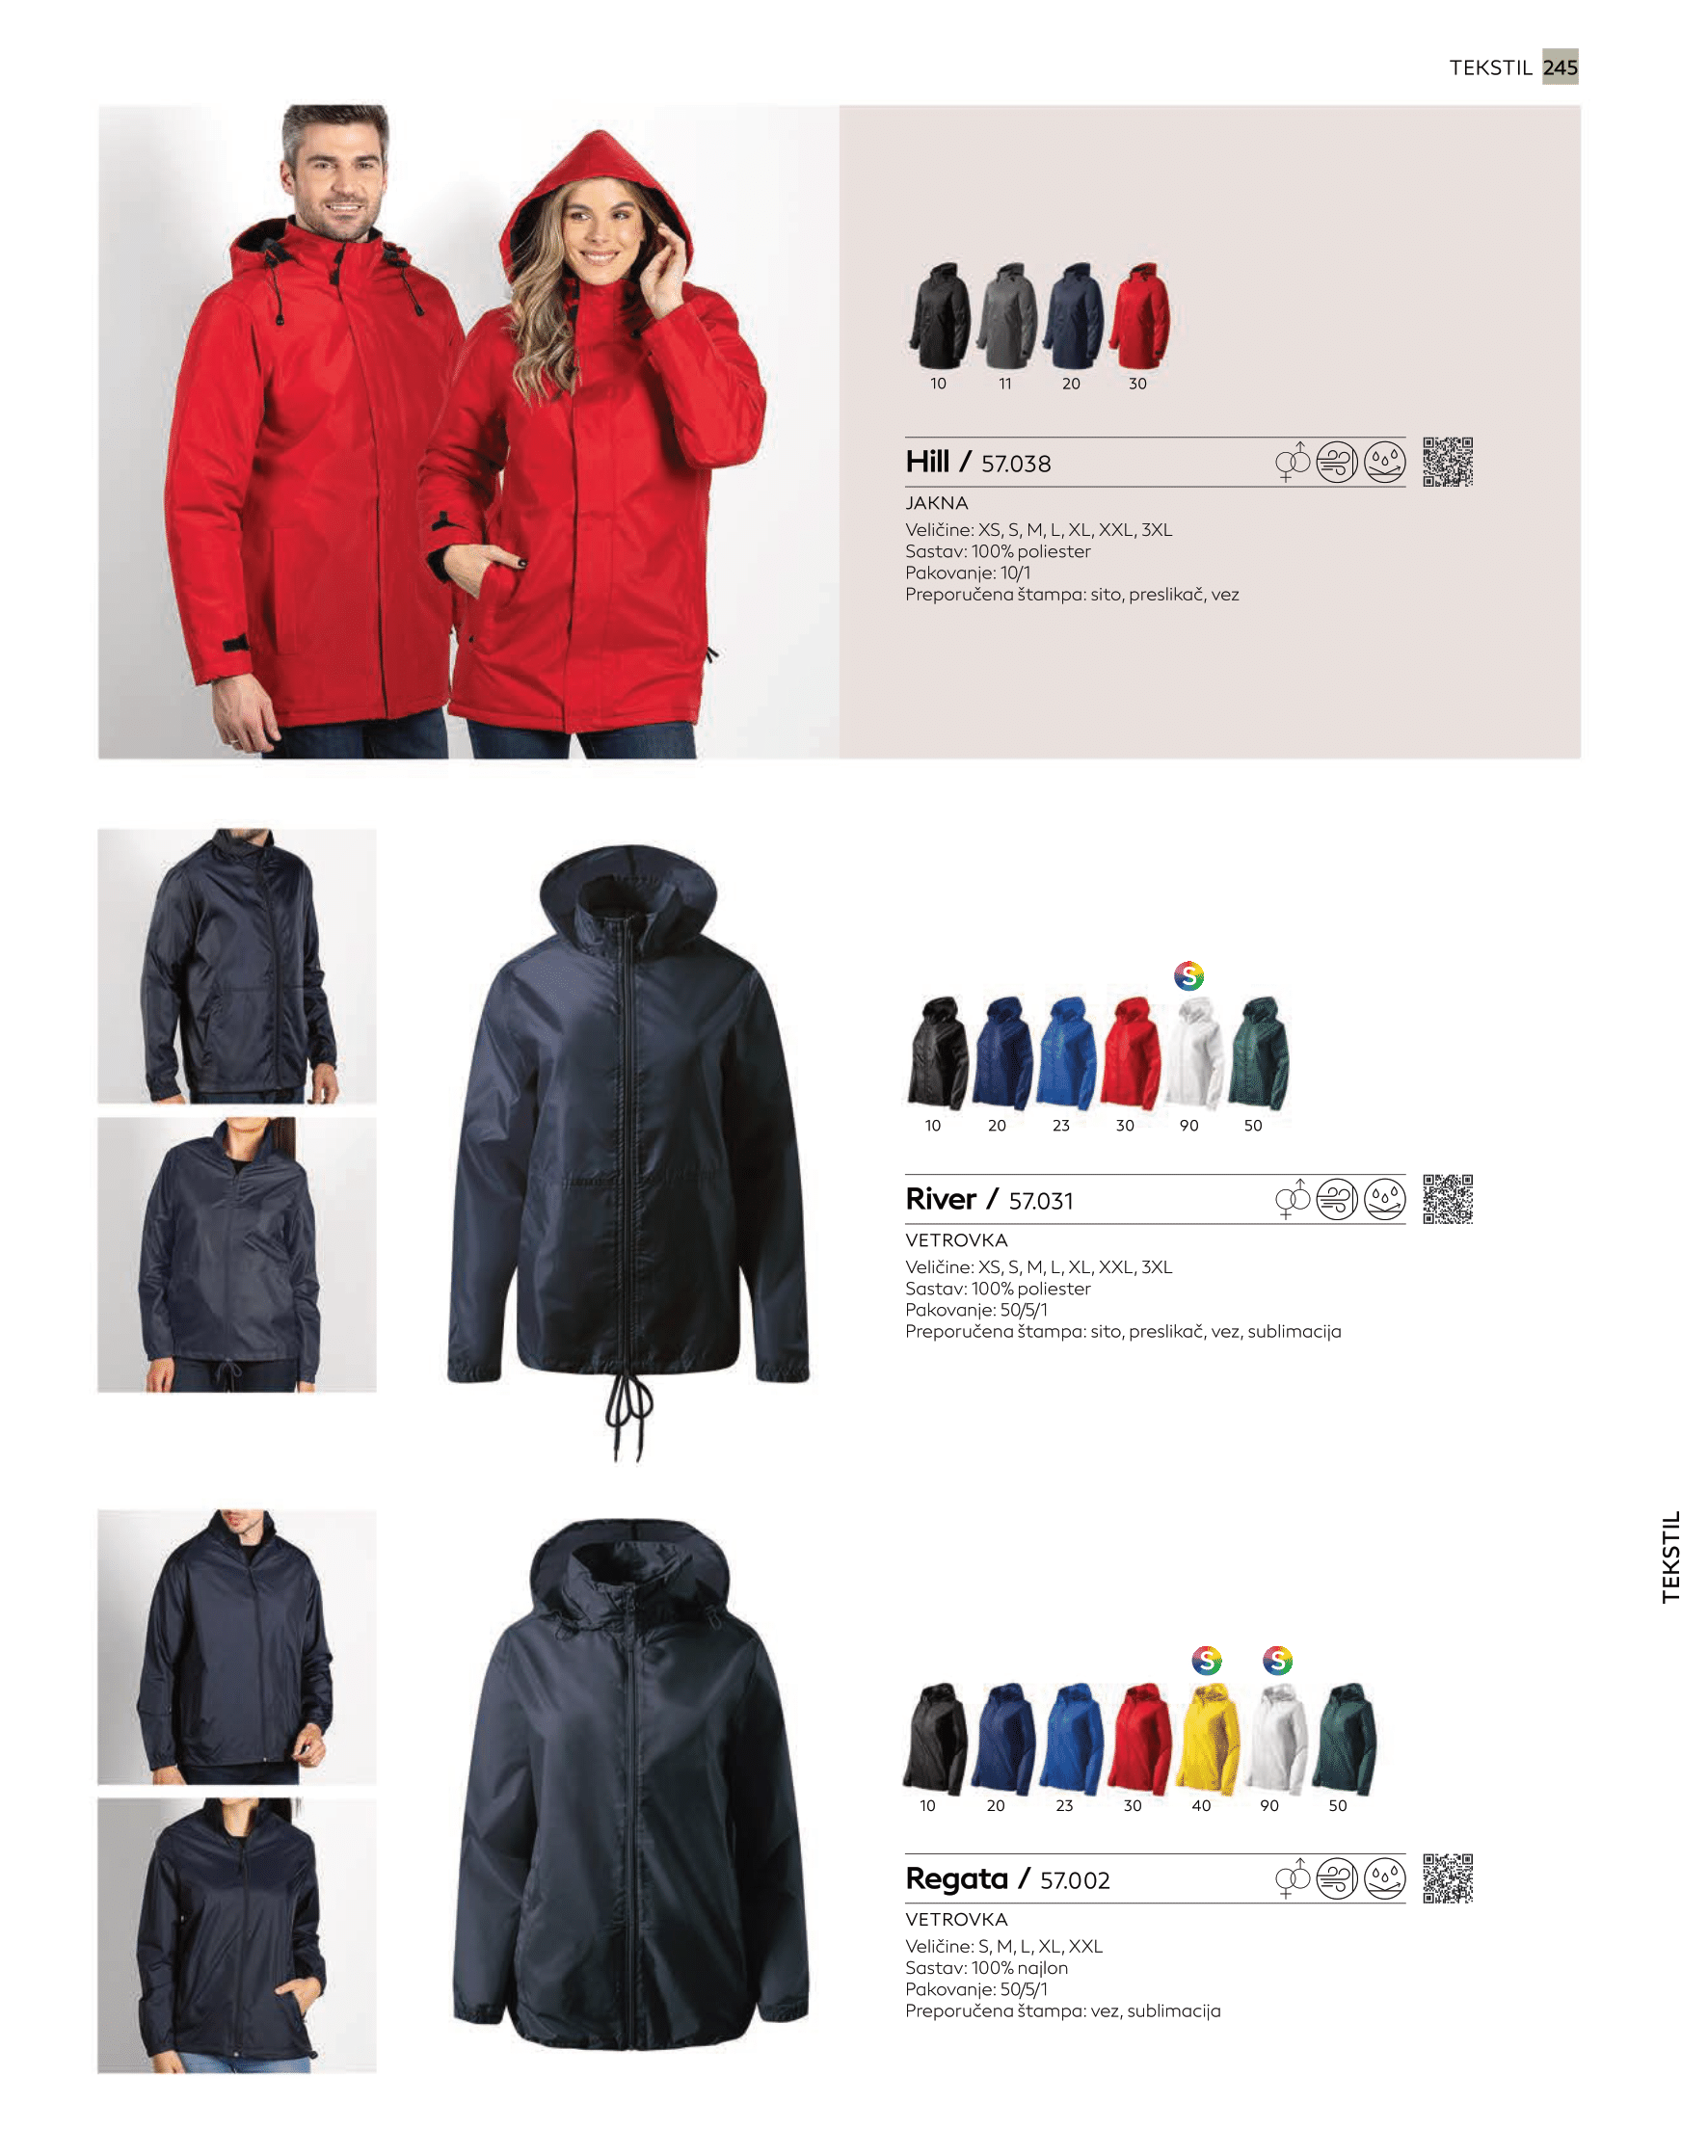 TEKSTIL 245
10 11 20 30
Hill / 57.038
JAKNA
Veličine: XS, S, M, L, XL, XXL, 3XL
Sastav: 100% poliester
Pakovanje: 10/1
Preporučena štampa: sito, preslikač, vez
S
10 20 23 30 90 50
River / 57.031
VETROVKA
Veličine: XS, S, M, L, XL, XXL, 3XL
Sastav: 100% poliester
Pakovanje: 50/5/1
Preporučena štampa: sito, preslikač, vez, sublimacija
TEKSTIL
S S
10 20 23 30 40 90 50
Regata / 57.002
VETROVKA
Veličine: S, M, L, XL, XXL
Sastav: 100% najlon
Pakovanje: 50/5/1
Preporučena štampa: vez, sublimacija